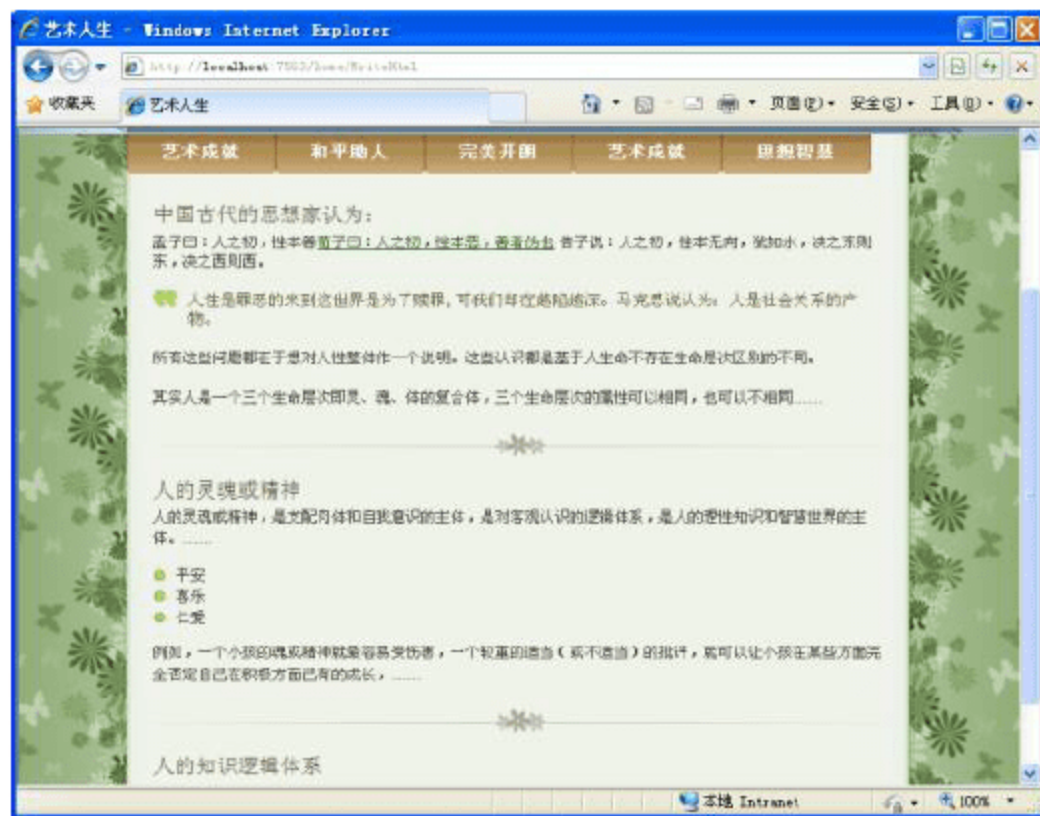 艺术人生 - Windows Internet Explorer
http://localhost:7553/home/WriteHtml
收藏夹 艺术人生 页面(P) 安全(S) 工具(O)
艺术成就 和平助人 完美开朗 艺术成就 思想智慧
中国古代的思想家认为：
孟子曰：人之初，性本善荀子曰：人之初，性本恶，善者伪也 告子说：人之初，性本无向，犹如水，决之东则
东，决之西则西。
人性是罪恶的来到这世界是为了赎罪,可我们却在越陷越深。马克思说认为： 人是社会关系的产
物。
所有这些问题都在于想对人性整体作一个说明。这些认识都是基于人生命不存在生命层次区别的不同。
其实人是一个三个生命层次即灵、魂、体的复合体，三个生命层次的属性可以相同，也可以不相同……
人的灵魂或精神
人的灵魂或精神，是支配肉体和自我意识的主体，是对客观认识的逻辑体系，是人的理性知识和智慧世界的主
体。……
平安
喜乐
仁爱
例如，一个小孩的魂或精神就最容易受伤害，一个较重的适当（或不适当）的批评，就可以让小孩在某些方面完
全否定自己在积极方面已有的成长，……
人的知识逻辑体系
本地 Intranet 100%